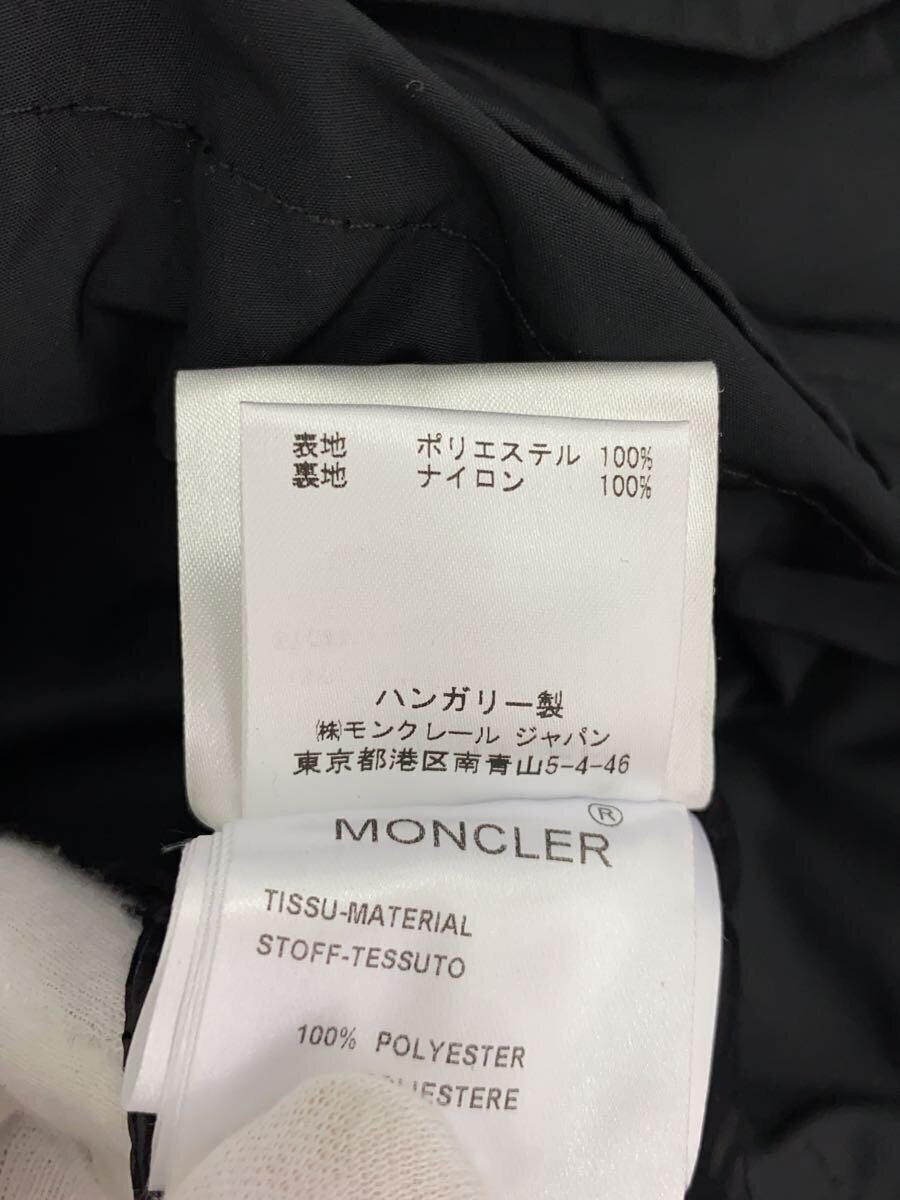 表地 ポリエステル 100%
裏地 ナイロン 100%
ハンガリー製
㈱モンクレール ジャパン
東京都港区南青山5-4-46
MONCLER®
TISSU-MATERIAL
STOFF-TESSUTO
100% POLYESTER